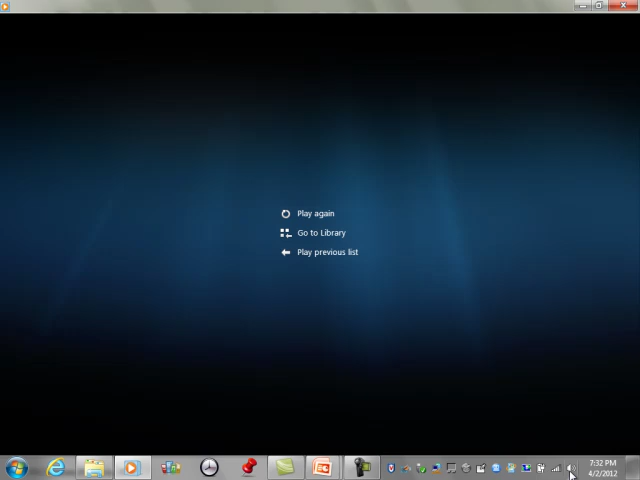 Play again
Go to Library
Play previous list
7:32 PM
4/2/2012